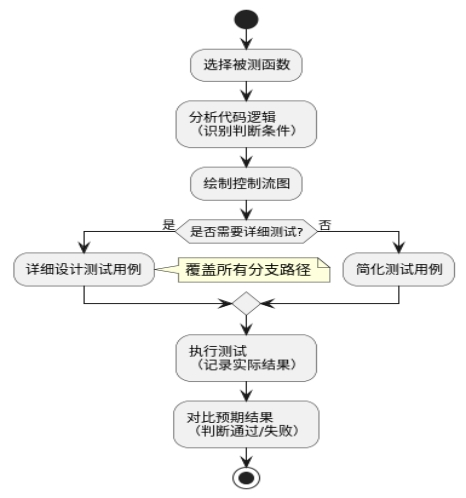 选择被测函数
分析代码逻辑
（识别判断条件）
绘制控制流图
是
是否需要详细测试?
否
详细设计测试用例
覆盖所有分支路径
简化测试用例
执行测试
（记录实际结果）
对比预期结果
（判断通过/失败）